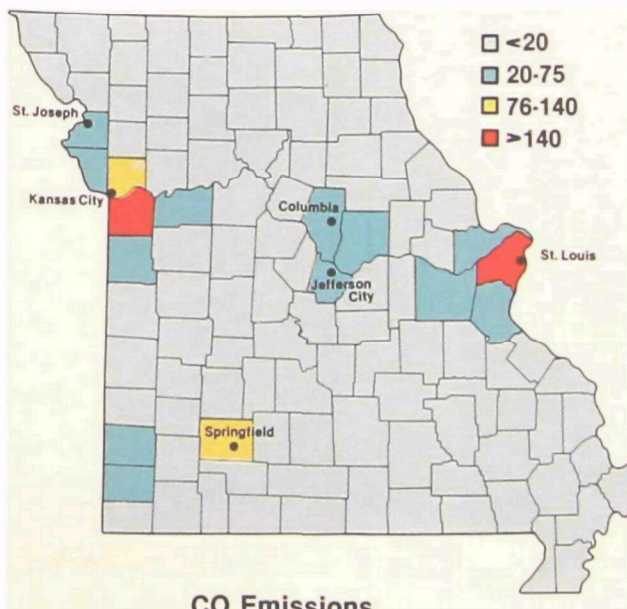 <20
20-75
76-140
>140
St. Joseph
Kansas City
Columbia
Jefferson
City
St. Louis
Springfield
CO Emissions